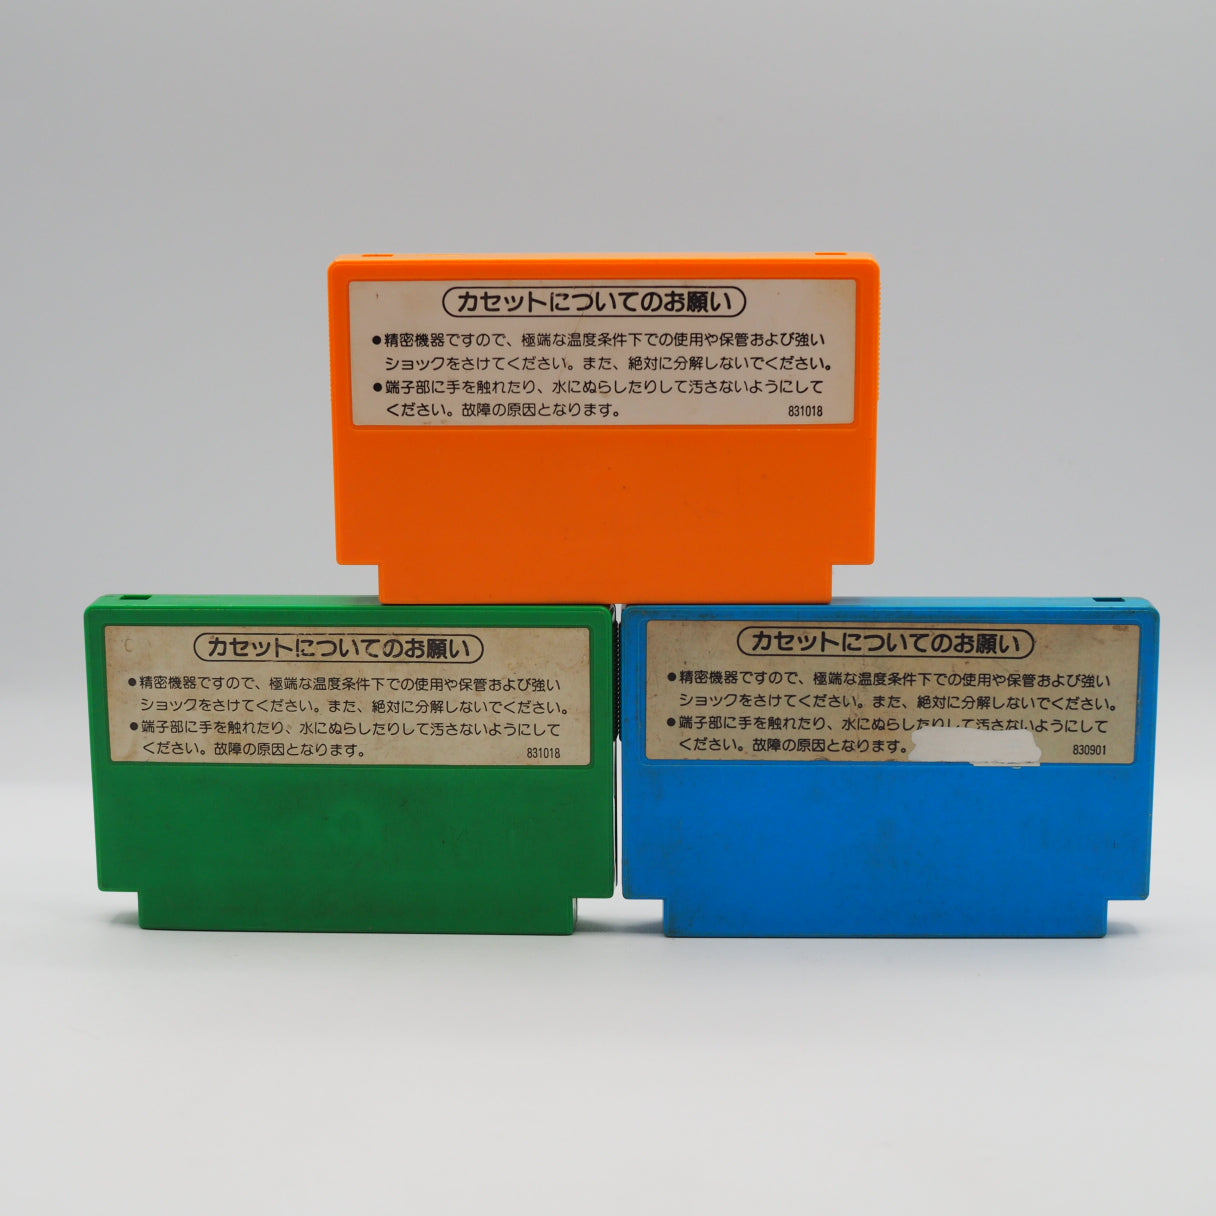 カセットについてのお願い
●精密機器ですので、極端な温度条件下での使用や保管および強い
ショックをさけてください。また、絶対に分解しないでください。
●端子部に手を触れたり、水にぬらしたりして汚さないようにして
ください。故障の原因となります。 831018
カセットについてのお願い
●精密機器ですので、極端な温度条件下での使用や保管および強い
ショックをさけてください。また、絶対に分解しないでください。
●端子部に手を触れたり、水にぬらしたりして汚さないようにして
ください。故障の原因となります。 831018
カセットについてのお願い
●精密機器ですので、極端な温度条件下での使用や保管および強い
ショックをさけてください。また、絶対に分解しないでください。
●端子部に手を触れたり、水にぬらしたりして汚さないようにして
ください。故障の原因となります。 830901